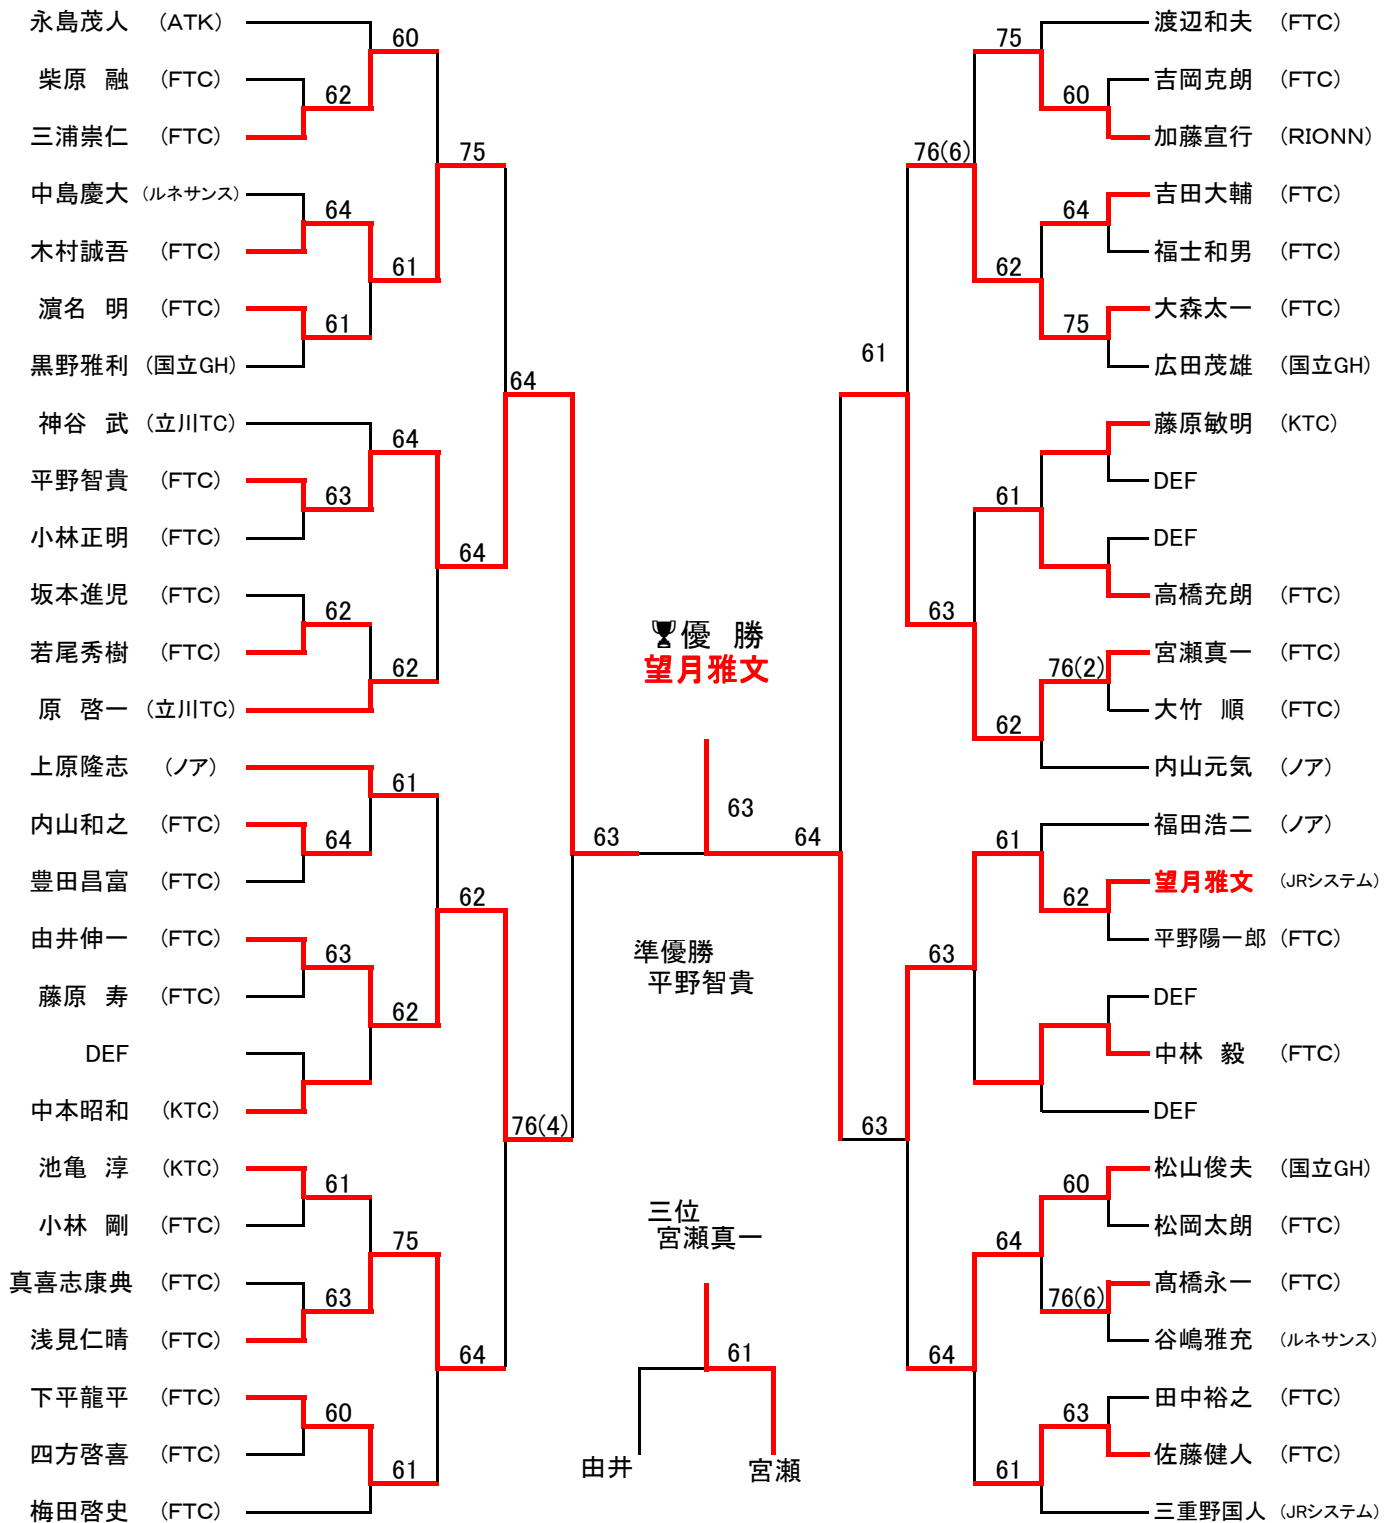 永島茂人 (ATK)
60
柴原 融 (FTC)
62
三浦崇仁 (FTC)
75
中島慶大 (ルネサンス)
64
木村誠吾 (FTC)
61
濵名 明 (FTC)
61
黒野雅利 (国立GH)
64
神谷 武 (立川TC)
64
平野智貴 (FTC)
63
小林正明 (FTC)
64
坂本進児 (FTC)
62
若尾秀樹 (FTC)
62
原 啓一 (立川TC)
上原隆志 (ノア)
61
内山和之 (FTC)
64
豊田昌富 (FTC)
62
由井伸一 (FTC)
63
藤原 寿 (FTC)
62
DEF
中本昭和 (KTC)
76(4)
池亀 淳 (KTC)
61
小林 剛 (FTC)
75
真喜志康典 (FTC)
63
浅見仁晴 (FTC)
64
下平龍平 (FTC)
60
四方啓喜 (FTC)
61
梅田啓史 (FTC)
63
優 勝
望月雅文
63
64
準優勝
平野智貴
三位
宮瀬真一
61
由井
宮瀬
渡辺和夫 (FTC)
75
吉岡克朗 (FTC)
60
加藤宣行 (RIONN)
76(6)
吉田大輔 (FTC)
64
福士和男 (FTC)
62
大森太一 (FTC)
75
広田茂雄 (国立GH)
61
藤原敏明 (KTC)
DEF
61
DEF
高橋充朗 (FTC)
63
宮瀬真一 (FTC)
76(2)
大竹 順 (FTC)
62
内山元気 (ノア)
福田浩二 (ノア)
61
望月雅文 (JRシステム)
62
平野陽一郎 (FTC)
63
DEF
中林 毅 (FTC)
DEF
63
松山俊夫 (国立GH)
60
松岡太朗 (FTC)
64
髙橋永一 (FTC)
76(6)
谷嶋雅充 (ルネサンス)
64
田中裕之 (FTC)
63
佐藤健人 (FTC)
61
三重野国人 (JRシステム)